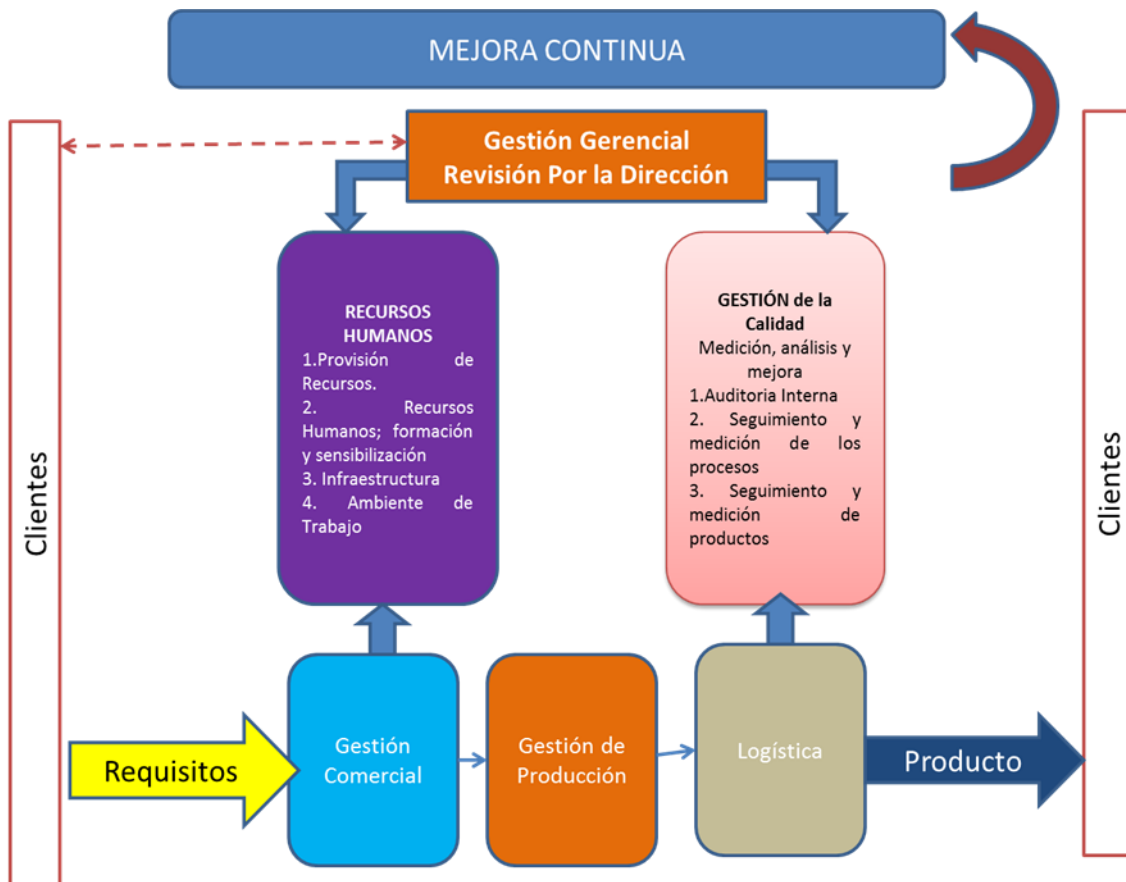 MEJORA CONTINUA
Gestión Gerencial
Revisión Por la Dirección
Clientes
RECURSOS
HUMANOS
1.Provisión de
Recursos.
2. Recursos
Humanos; formación
y sensibilización
3. Infraestructura
4. Ambiente de
Trabajo
GESTIÓN de la
Calidad
Medición, análisis y
mejora
1.Auditoria Interna
2. Seguimiento y
medición de los
procesos
3. Seguimiento y
medición de
productos
Clientes
Requisitos
Gestión
Comercial
Gestión de
Producción
Logística
Producto